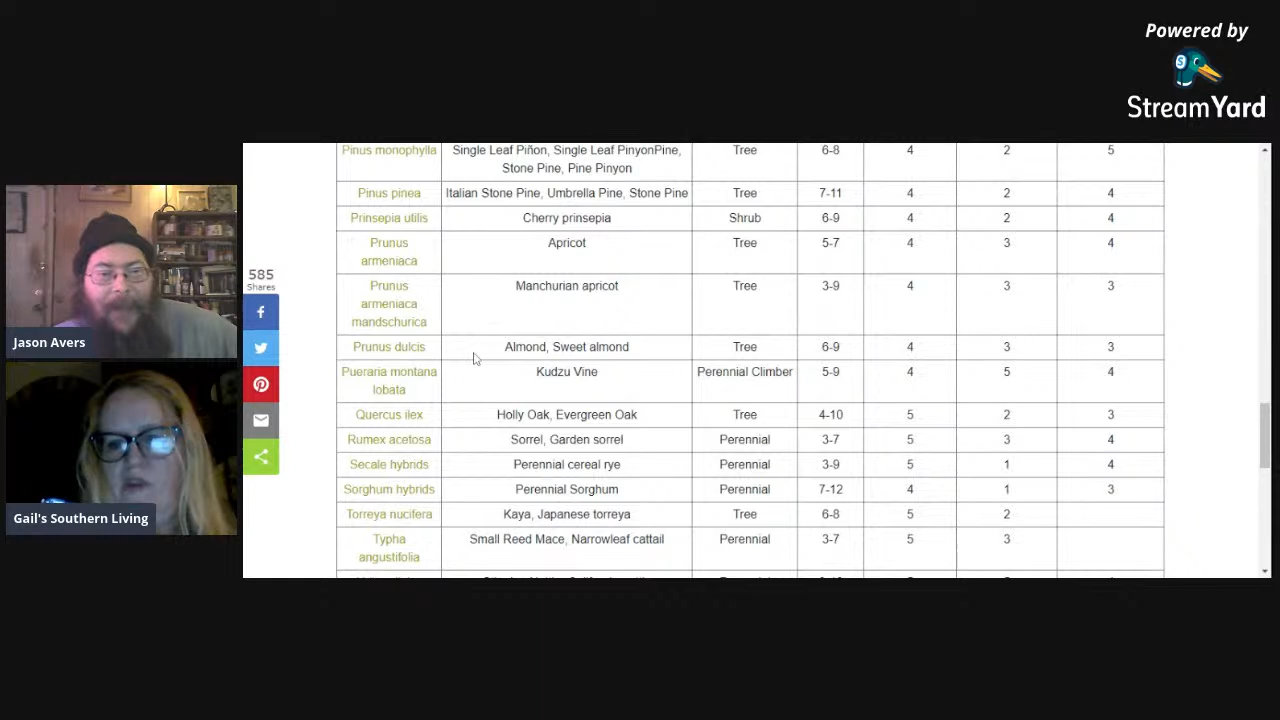 Powered by
StreamYard
Jason Avers
Gail's Southern Living
585
Shares
Pinus monophylla Single Leaf Piñon, Single Leaf PinyonPine, Tree 6-8 4 2 5
Stone Pine, Pine Pinyon
Pinus pinea Italian Stone Pine, Umbrella Pine, Stone Pine Tree 7-11 4 2 4
Prinsepia utilis Cherry prinsepia Shrub 6-9 4 2 4
Prunus Apricot Tree 5-7 4 3 4
armeniaca
Prunus Manchurian apricot Tree 3-9 4 3 3
armeniaca
mandschurica
Prunus dulcis Almond, Sweet almond Tree 6-9 4 3 3
Pueraria montana Kudzu Vine Perennial Climber 5-9 4 5 4
lobata
Quercus ilex Holly Oak, Evergreen Oak Tree 4-10 5 2 3
Rumex acetosa Sorrel, Garden sorrel Perennial 3-7 5 3 4
Secale hybrids Perennial cereal rye Perennial 3-9 5 1 4
Sorghum hybrids Perennial Sorghum Perennial 7-12 4 1 3
Torreya nucifera Kaya, Japanese torreya Tree 6-8 5 2
Typha Small Reed Mace, Narrowleaf cattail Perennial 3-7 5 3
angustifolia